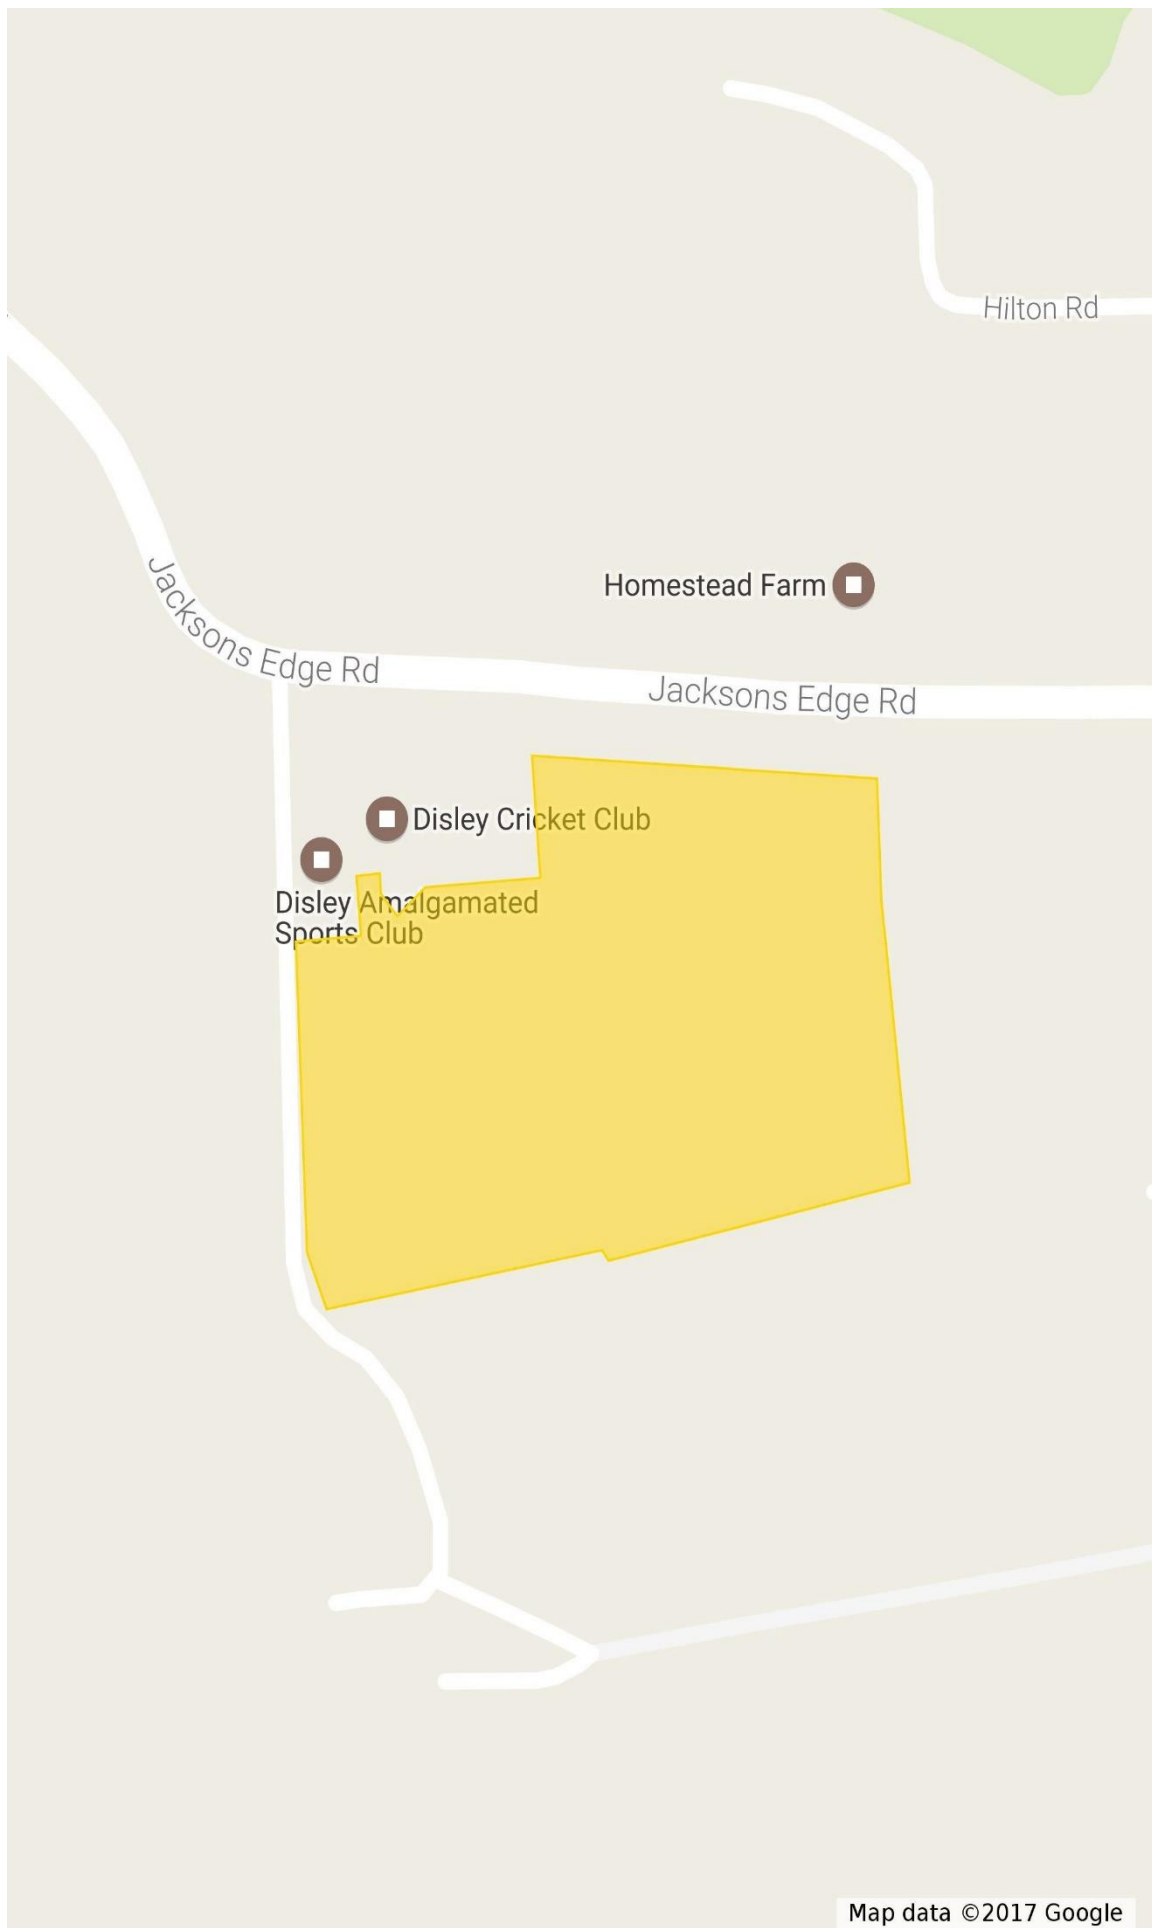 Hilton Rd
Homestead Farm
Jacksons Edge Rd
Jacksons Edge Rd
Disley Cricket Club
Disley Amalgamated
Sports Club
Map data ©2017 Google